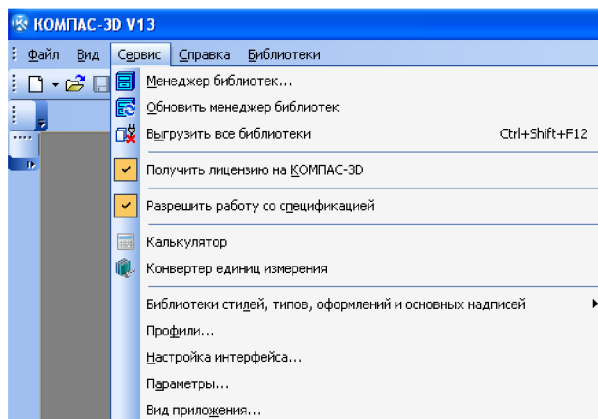 КОМПАС-3D V13
Файл Вид Сервис Справка Библиотеки
Менеджер библиотек...
Обновить менеджер библиотек
Выгрузить все библиотеки Ctrl+Shift+F12
Получить лицензию на КОМПАС-3D
Разрешить работу со спецификацией
Калькулятор
Конвертер единиц измерения
Библиотеки стилей, типов, оформлений и основных надписей
Профили...
Настройка интерфейса...
Параметры...
Вид приложения...